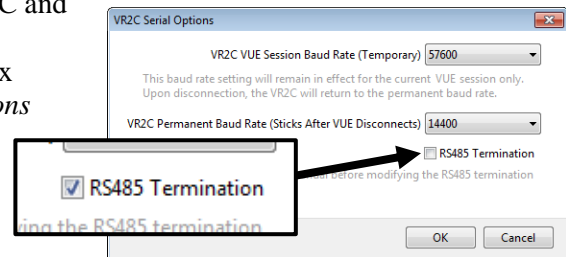 C and
x
ons
VR2C Serial Options
VR2C VUE Session Baud Rate (Temporary) 57600
This baud rate setting will remain in effect for the current VUE session only.
Upon disconnection, the VR2C will return to the permanent baud rate.
VR2C Permanent Baud Rate (Sticks After VUE Disconnects) 14400
RS485 Termination
before modifying the RS485 termination
RS485 Termination
ying the RS485 termination
OK Cancel